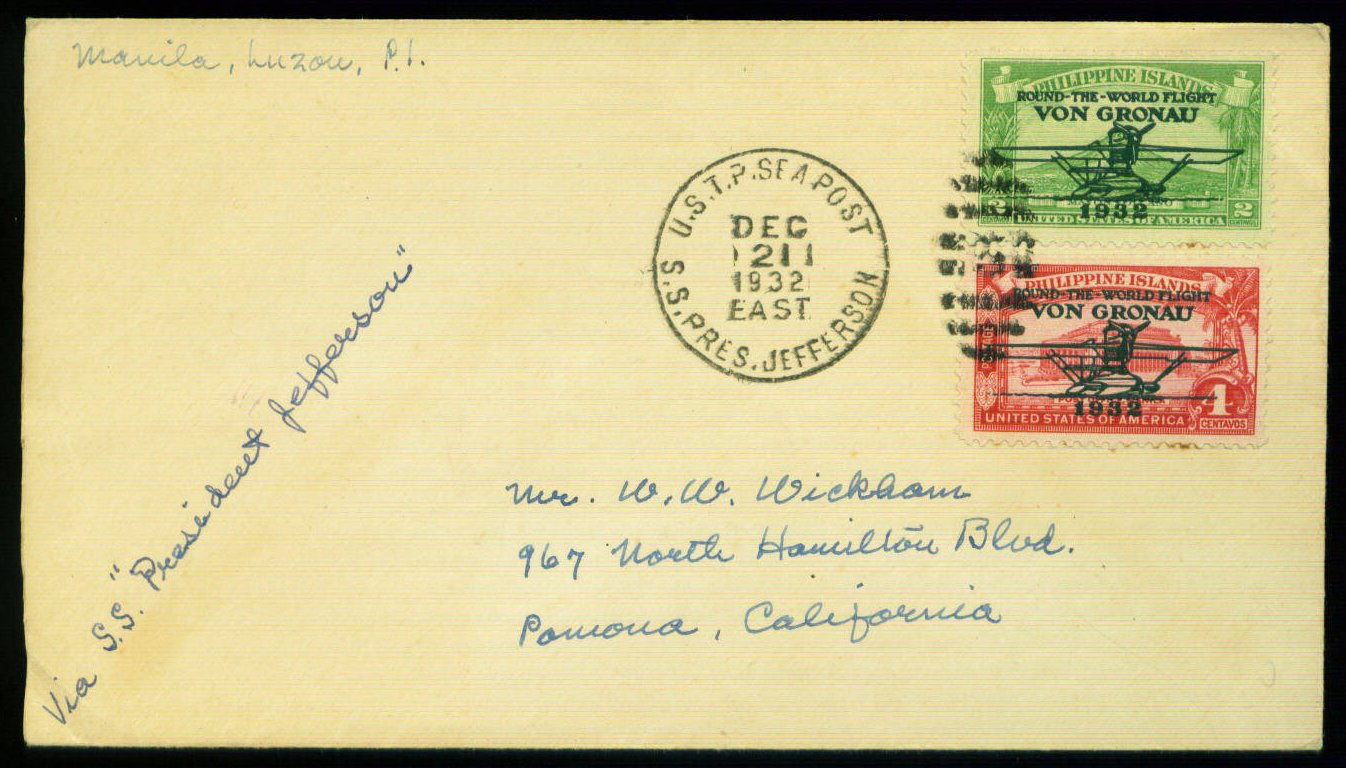 Manila, Luzon, P.I.
PHILIPPINE ISLANDS
ROUND-THE-WORLD FLIGHT
VON GRONAU
1932
2 2
UNITED STATES OF AMERICA
U.S.T.P. SEA POST
DEC
21
1932
EAST
S.S. PRES. JEFFERSON
PHILIPPINE ISLANDS
ROUND-THE-WORLD FLIGHT
VON GRONAU
POSTAGE
1932
4
UNITED STATES OF AMERICA
CENTAVOS
Via S.S. "President Jefferson"
Mr. W. W. Wickham
967 North Hamilton Blvd.
Pomona, California